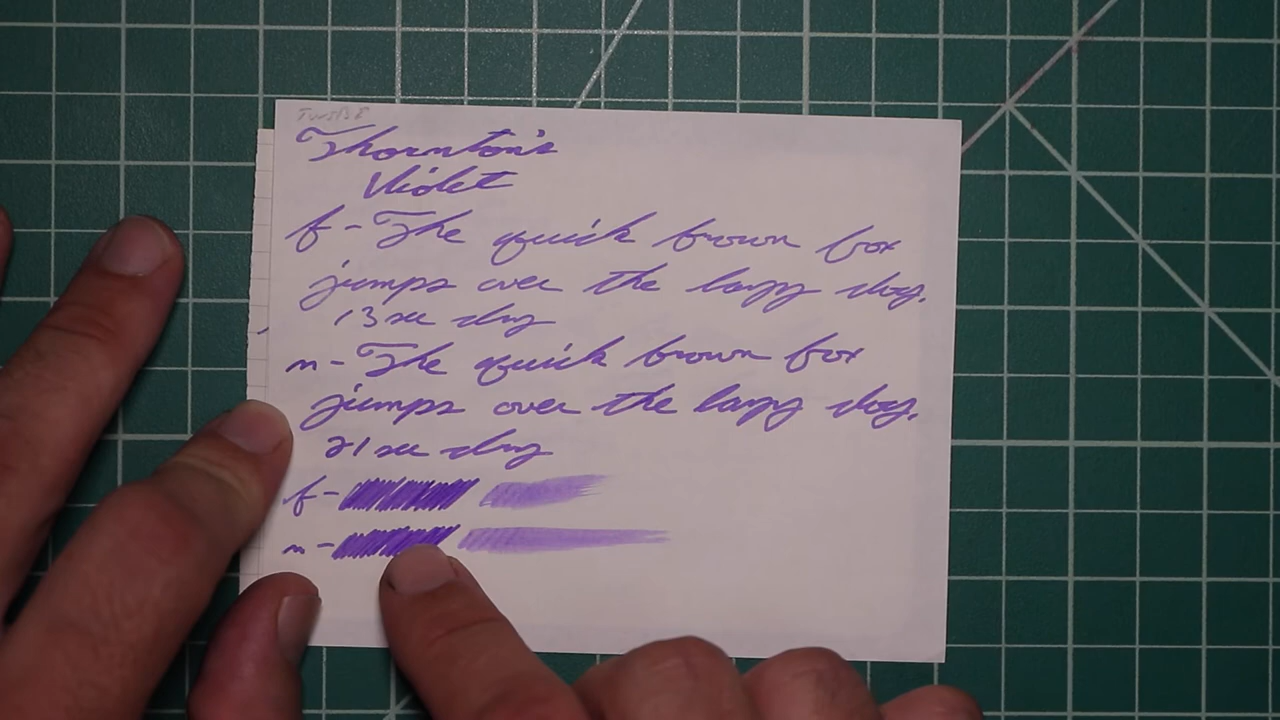 TWSBI
Thornton's
Violet
f - The quick brown fox
jumps over the lazy dog.
13 sec dry
m - The quick brown fox
jumps over the lazy dog.
21 sec dry
f -
m -